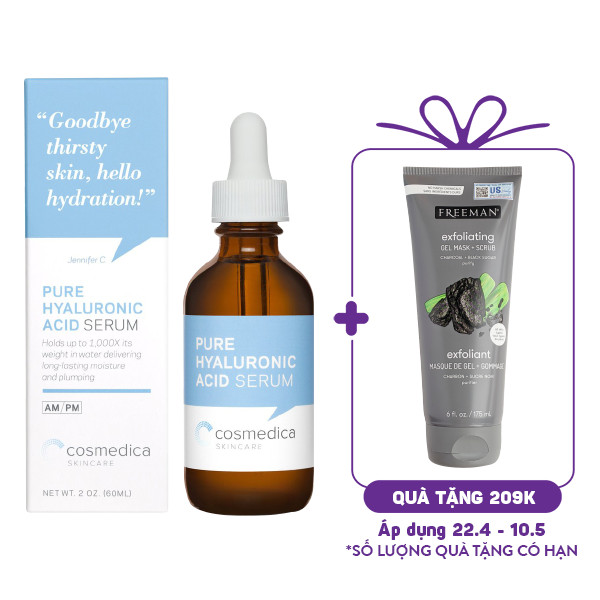 “Goodbye
thirsty
skin, hello
hydration!”
Jennifer C
PURE
HYALURONIC
ACID SERUM
Holds up to 1,000X its
weight in water delivering
long-lasting moisture
and plumping
AM/PM
cosmedica
SKINCARE
NET WT. 2 OZ. (60ML)
PURE
HYALURONIC
ACID SERUM
cosmedica
SKINCARE
+
US
FREEMAN®
exfoliating
GEL MASK + SCRUB
CHARCOAL + BLACK SUGAR
purify
exfoliant
MASQUE DE GEL + GOMMAGE
CHARBON + SUCRE NOIR
purifier
6 fl. oz. / 175 mL
QUÀ TẶNG 209K
Áp dụng 22.4 - 10.5
*SỐ LƯỢNG QUÀ TẶNG CÓ HẠN